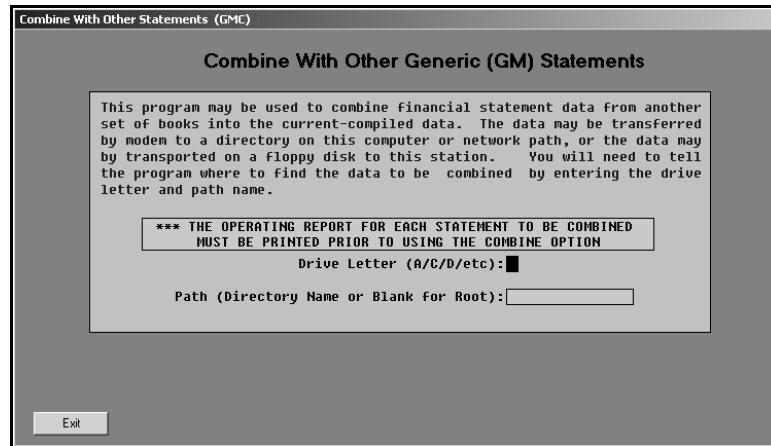 Combine With Other Statements (GMC)
Combine With Other Generic (GM) Statements
This program may be used to combine financial statement data from another
set of books into the current-compiled data. The data may be transferred
by modem to a directory on this computer or network path, or the data may
by transported on a floppy disk to this station. You will need to tell
the program where to find the data to be combined by entering the drive
letter and path name.
*** THE OPERATING REPORT FOR EACH STATEMENT TO BE COMBINED
MUST BE PRINTED PRIOR TO USING THE COMBINE OPTION
Drive Letter (A/C/D/etc):
Path (Directory Name or Blank for Root):
Exit